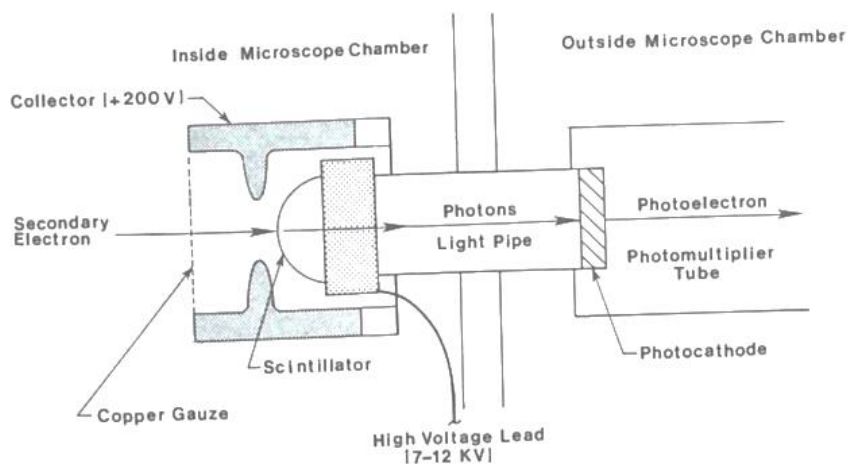 Inside Microscope Chamber
Outside Microscope Chamber
Collector [+200V]
Secondary
Electron
Photons
Light Pipe
Photoelectron
Photomultiplier
Tube
Scintillator
Photocathode
Copper Gauze
High Voltage Lead
[7-12 KV]